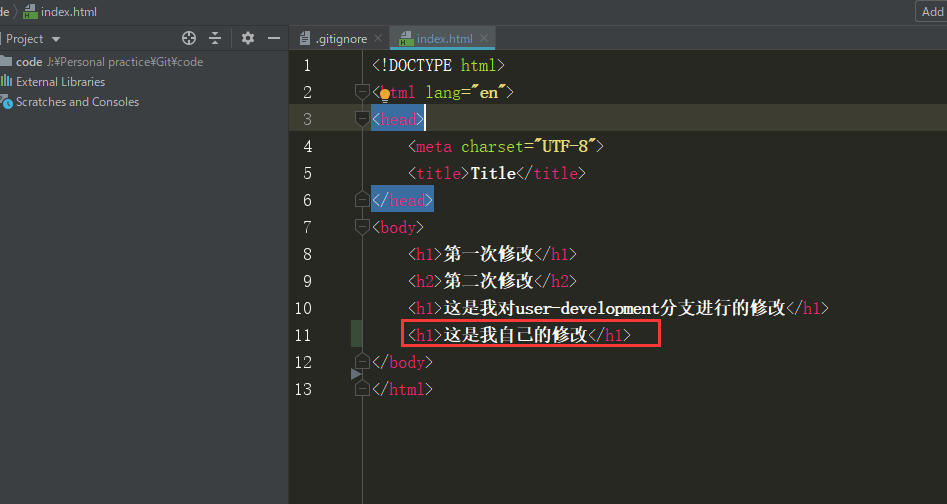 de index.html Add
Project
.gitignore index.html
code J:¥Personal practice¥Git¥code
External Libraries
Scratches and Consoles
1 <!DOCTYPE html>
2 <html lang="en">
3 <head>
4 <meta charset="UTF-8">
5 <title>Title</title>
6 </head>
7 <body>
8 <h1>第一次修改</h1>
9 <h2>第二次修改</h2>
10 <h1>这是我对user-development分支进行的修改</h1>
11 <h1>这是我自己的修改</h1>
12 </body>
13 </html>